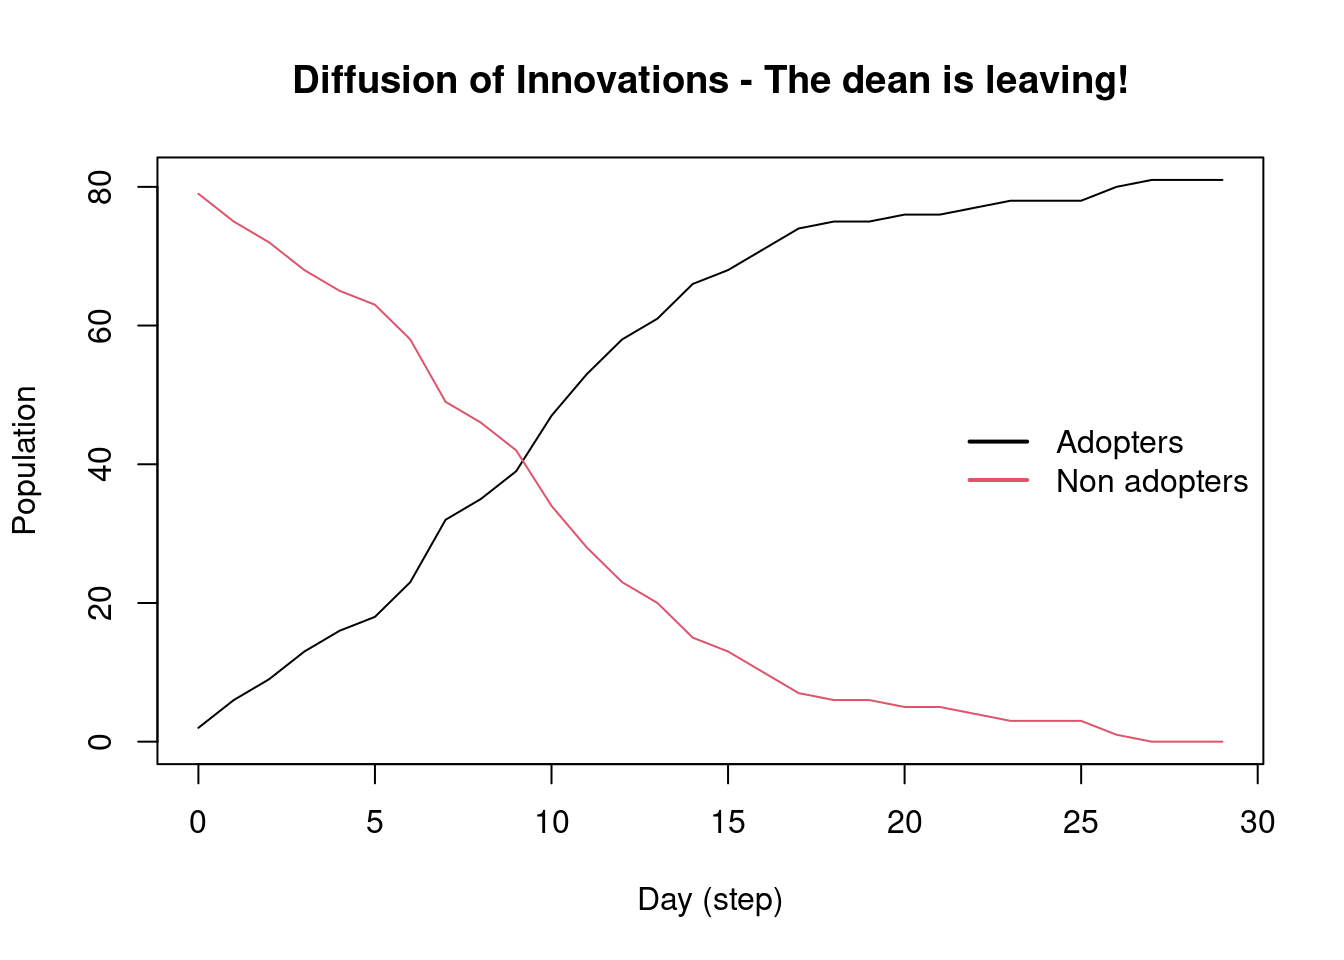 Diffusion of Innovations - The dean is leaving!
Population
80
60
40
20
0
Adopters
Non adopters
0 5 10 15 20 25 30
Day (step)